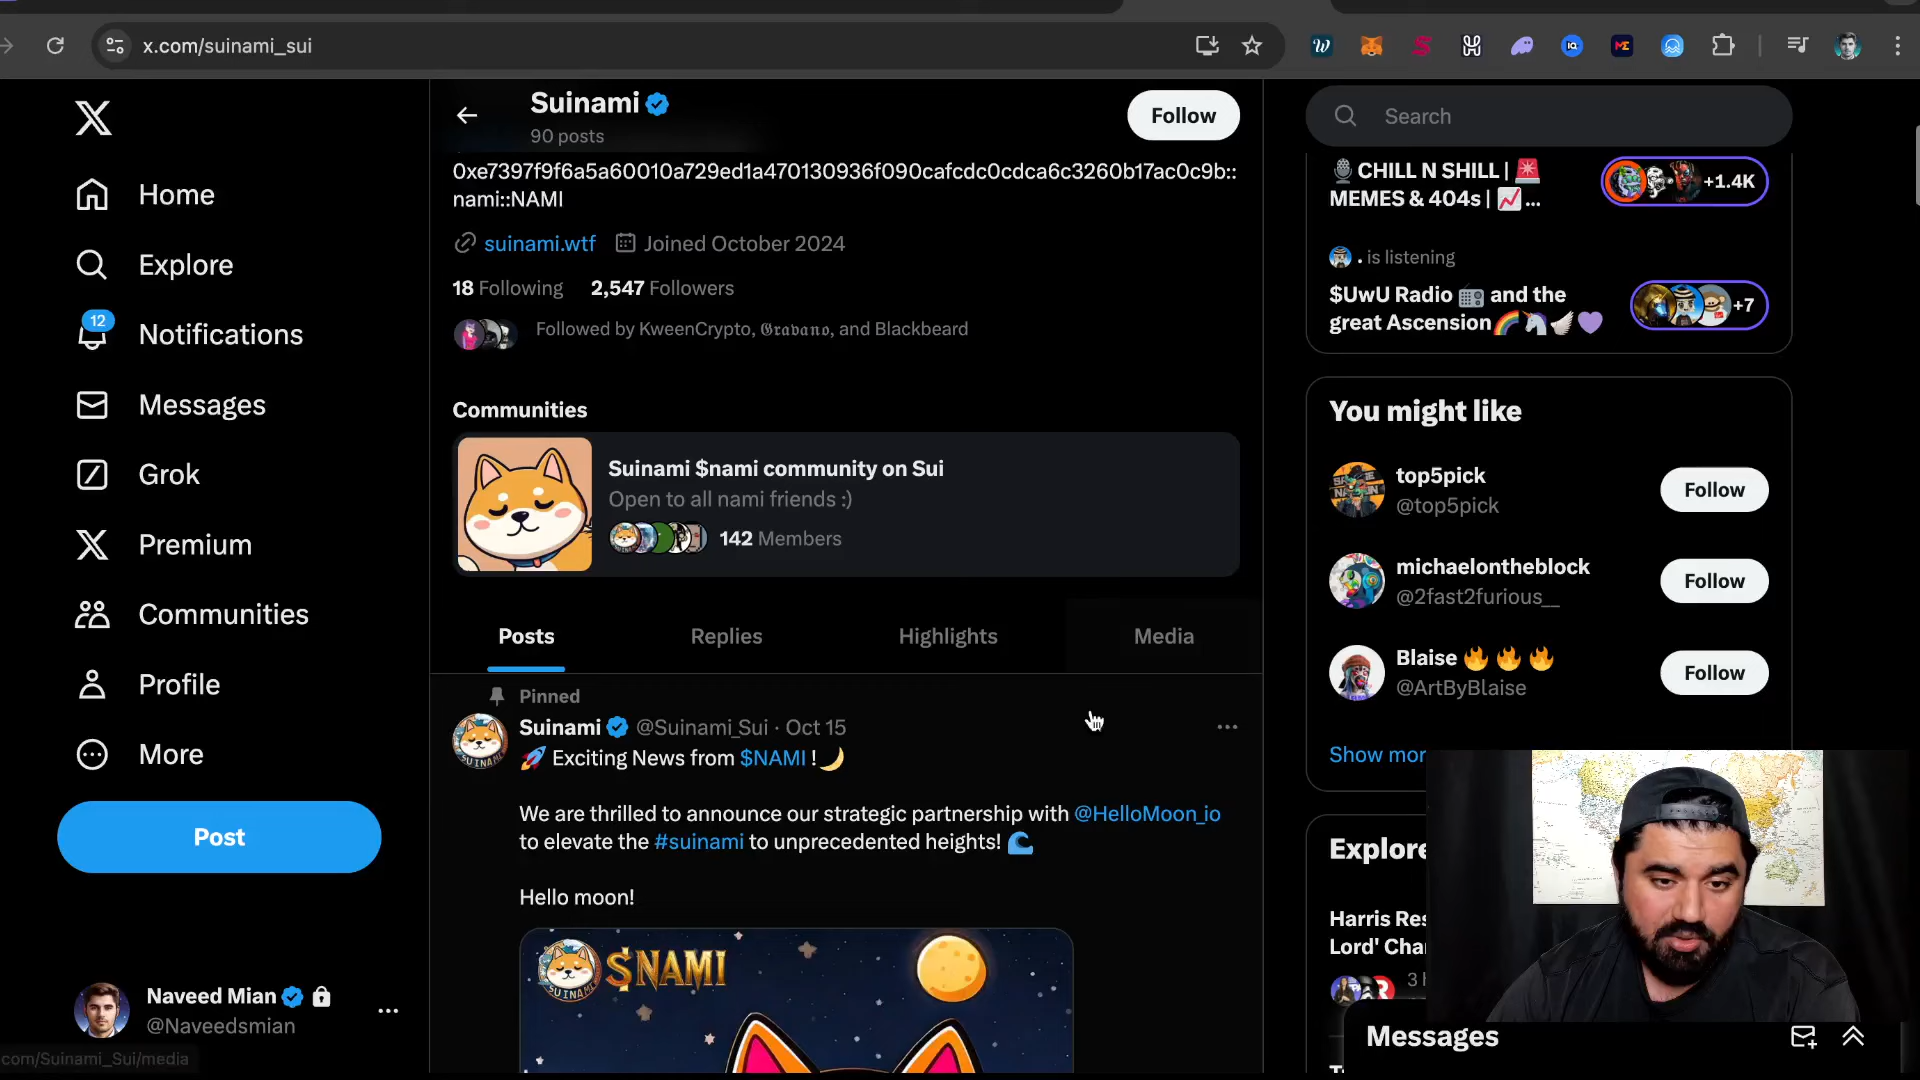 x.com/suinami_sui
Suinami
90 posts
Follow
0xe7397f9f6a5a60010a729ed1a470130936f090cafcdc0cdca6c3260b17ac0c9b::
nami::NAMI
suinami.wtf Joined October 2024
18 Following 2,547 Followers
Followed by KweenCrypto, 𝕲𝖗𝖆𝖛𝖆𝖓𝖔, and Blackbeard
Communities
Suinami $nami community on Sui
Open to all nami friends :)
142 Members
Posts Replies Highlights Media
Pinned
Suinami @Suinami_Sui · Oct 15
🚀 Exciting News from $NAMI !🌙
We are thrilled to announce our strategic partnership with @HelloMoon_io
to elevate the #suinami to unprecedented heights! 🌊
Hello moon!
SUINAMI
$NAMI
Home
Explore
12
Notifications
Messages
Grok
Premium
Communities
Profile
More
Post
Naveed Mian
@Naveedsmian
com/Suinami_Sui/media
Search
🎙️CHILL N SHILL | 🚨
MEMES & 404s | 📈...
+1.4K
. is listening
$UwU Radio 📻 and the
great Ascension🌈🦄🪽💜
+7
You might like
top5pick
@top5pick
Follow
michaelontheblock
@2fast2furious__
Follow
Blaise 🔥 🔥 🔥
@ArtByBlaise
Follow
Show mor
Explore
Harris Res
Lord' Cha
3 h
Messages